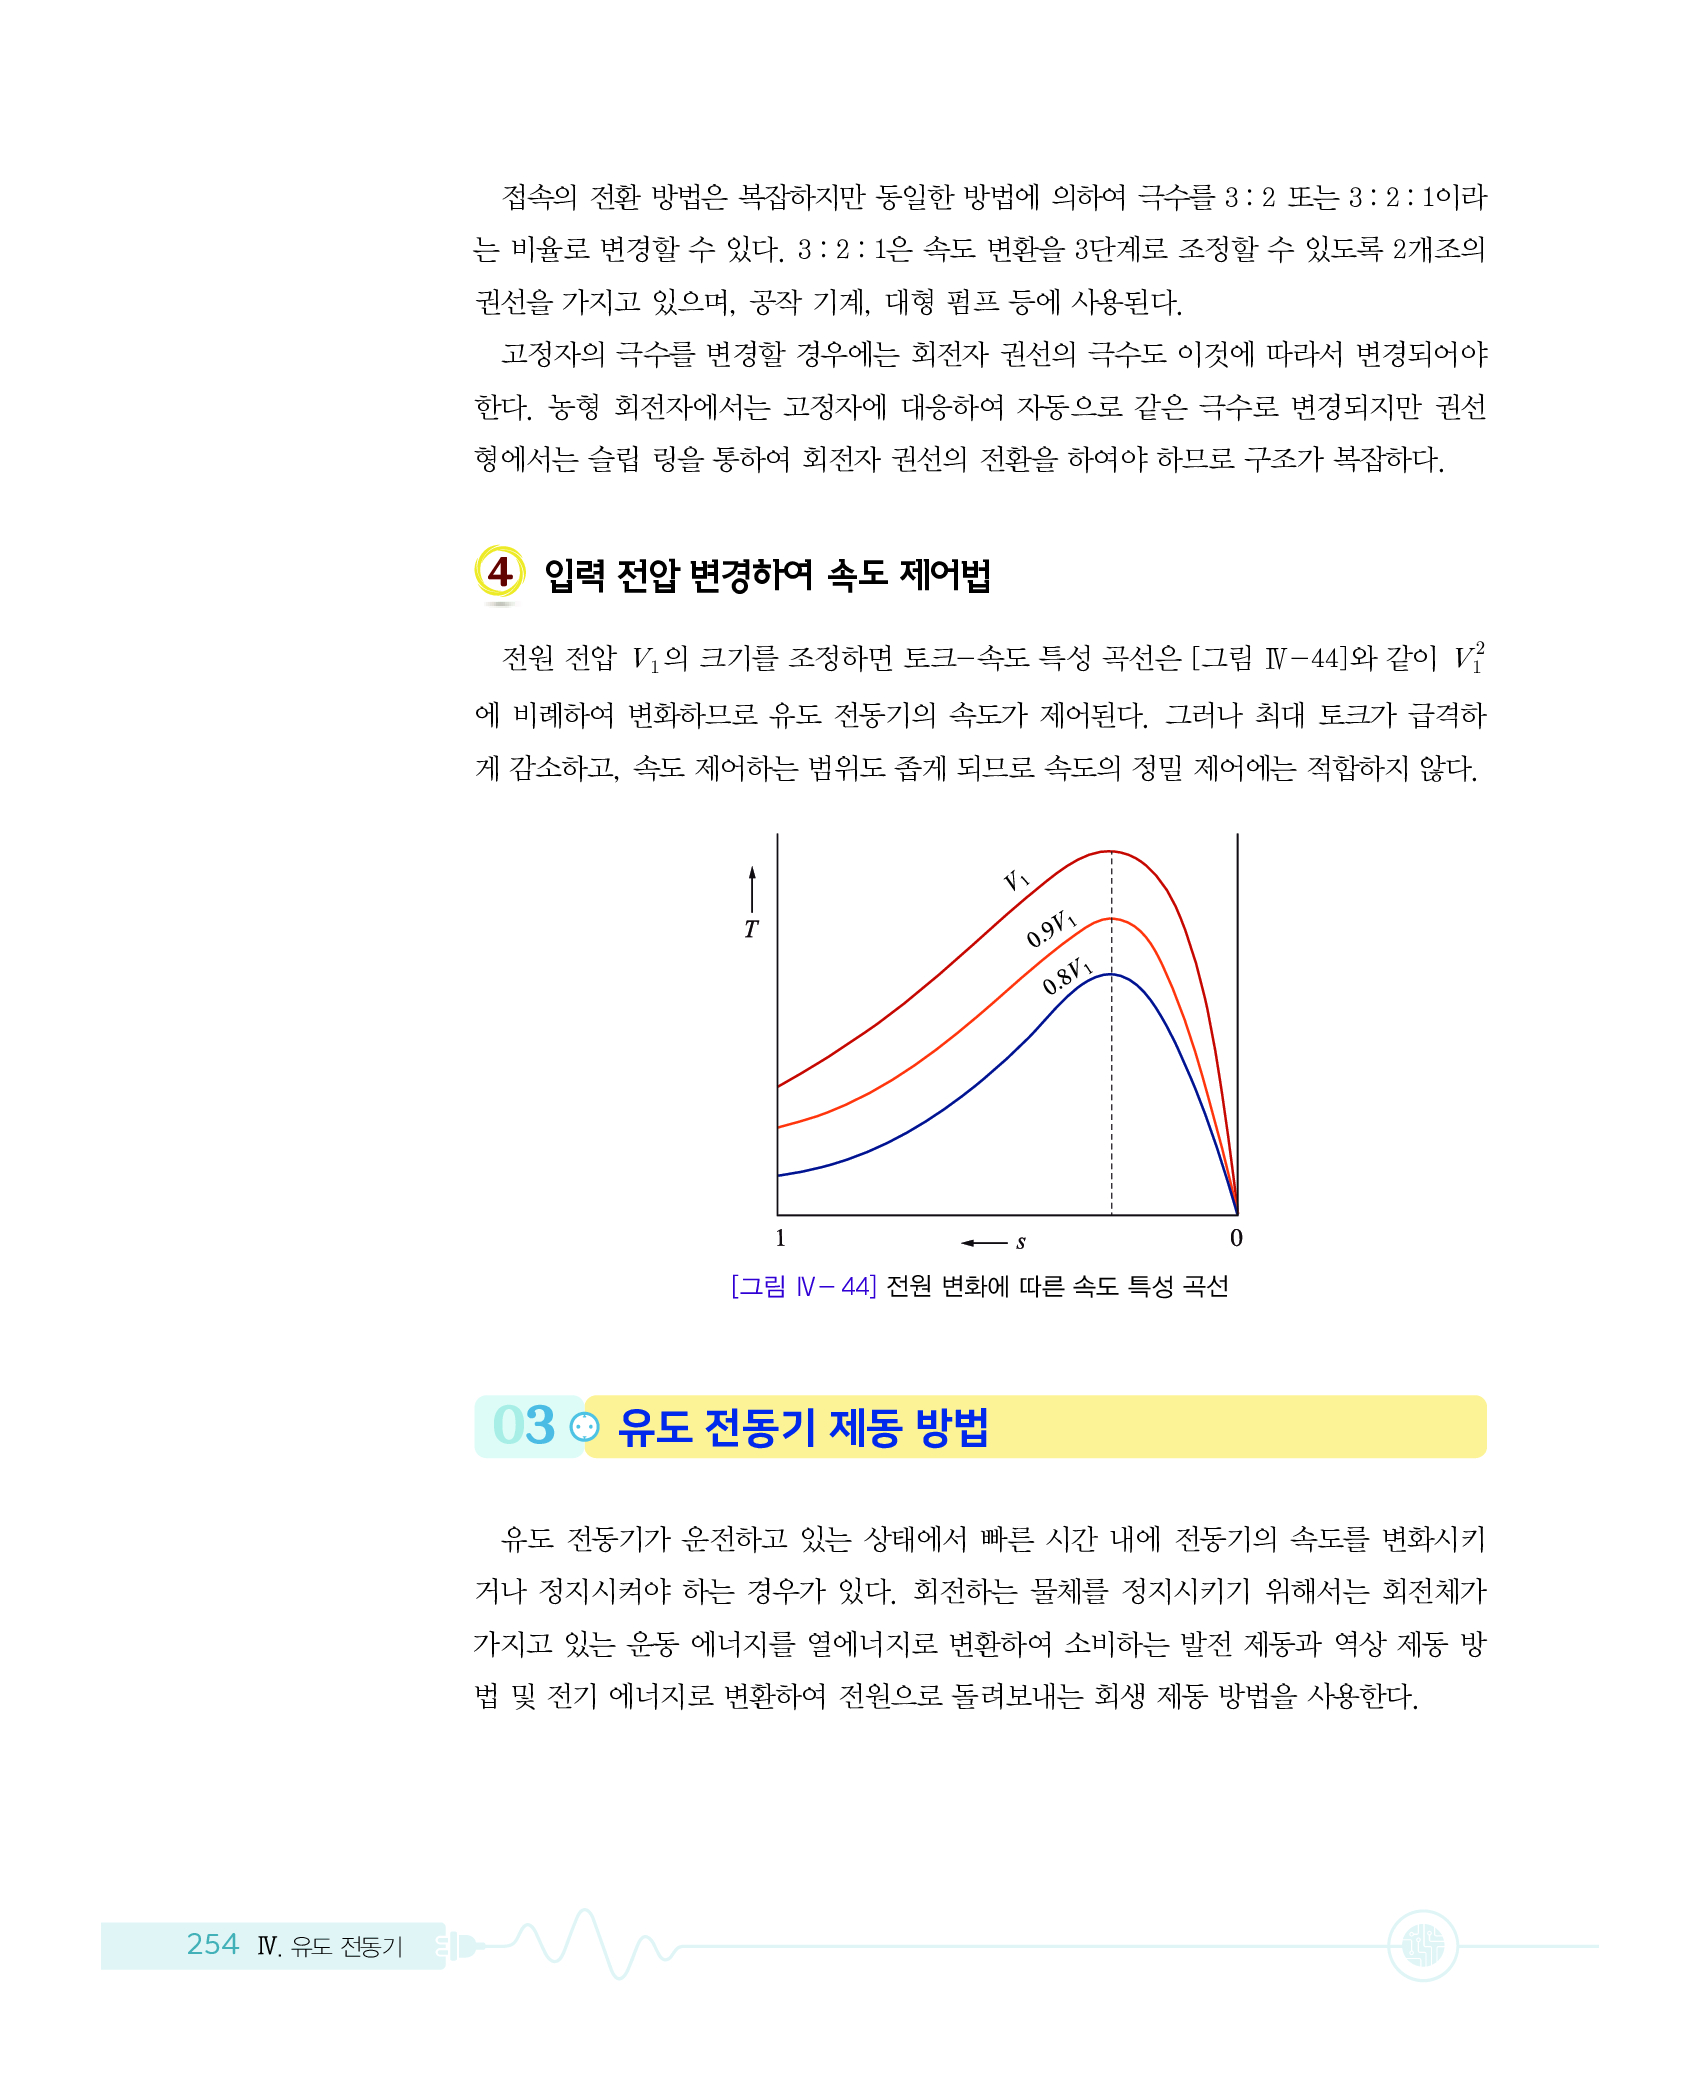 접속의 전환 방법은 복잡하지만 동일한 방법에 의하여 극수를 3 : 2 또는 3 : 2 : 1이라
는 비율로 변경할 수 있다. 3 : 2 : 1은 속도 변환을 3단계로 조정할 수 있도록 2개조의
권선을 가지고 있으며, 공작 기계, 대형 펌프 등에 사용된다.
고정자의 극수를 변경할 경우에는 회전자 권선의 극수도 이것에 따라서 변경되어야
한다. 농형 회전자에서는 고정자에 대응하여 자동으로 같은 극수로 변경되지만 권선
형에서는 슬립 링을 통하여 회전자 권선의 전환을 하여야 하므로 구조가 복잡하다.
4 입력 전압 변경하여 속도 제어법
전원 전압 V₁의 크기를 조정하면 토크-속도 특성 곡선은 [그림 Ⅳ-44]와 같이 V₁²
에 비례하여 변화하므로 유도 전동기의 속도가 제어된다. 그러나 최대 토크가 급격하
게 감소하고, 속도 제어하는 범위도 좁게 되므로 속도의 정밀 제어에는 적합하지 않다.
V₁
0.9V₁
0.8V₁
T
1
s
0
[그림 Ⅳ- 44] 전원 변화에 따른 속도 특성 곡선
03 유도 전동기 제동 방법
유도 전동기가 운전하고 있는 상태에서 빠른 시간 내에 전동기의 속도를 변화시키
거나 정지시켜야 하는 경우가 있다. 회전하는 물체를 정지시키기 위해서는 회전체가
가지고 있는 운동 에너지를 열에너지로 변환하여 소비하는 발전 제동과 역상 제동 방
법 및 전기 에너지로 변환하여 전원으로 돌려보내는 회생 제동 방법을 사용한다.
254 Ⅳ. 유도 전동기